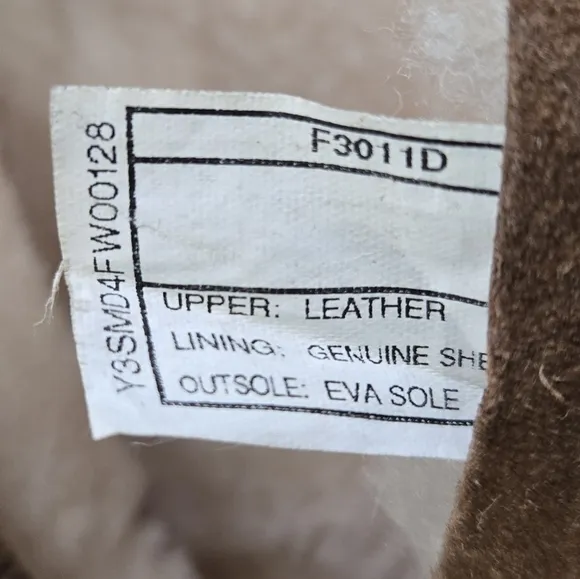 F3011D
UPPER: LEATHER
LINING: GENUINE SHE
OUTSOLE: EVA SOLE
Y3SMD4FW00128